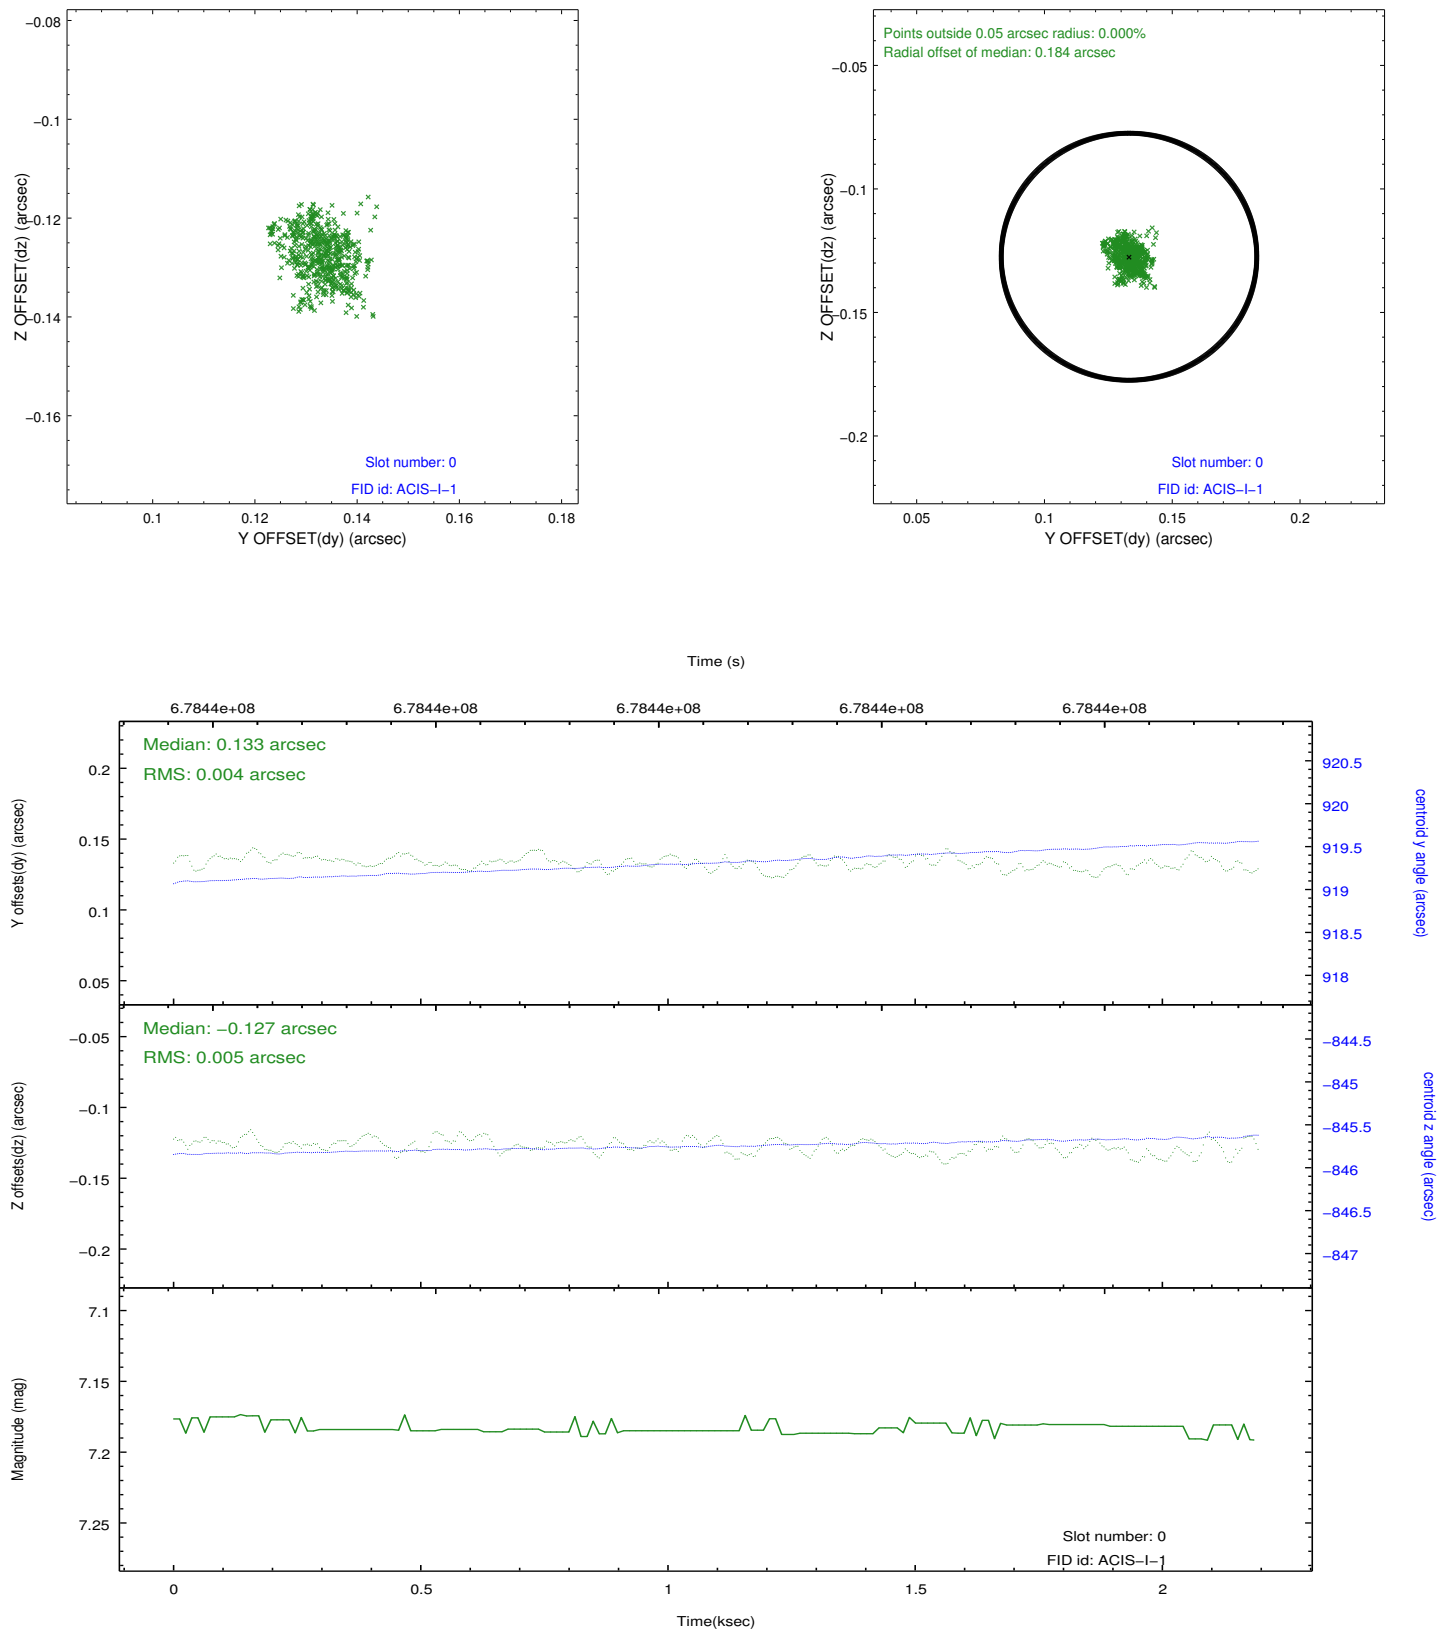 −0.08
−0.1
−0.12
−0.14
−0.16
Z OFFSET(dz) (arcsec)
Slot number: 0
FID id: ACIS−I−1
0.1 0.12 0.14 0.16 0.18
Y OFFSET(dy) (arcsec)
Points outside 0.05 arcsec radius: 0.000%
Radial offset of median: 0.184 arcsec
−0.05
−0.1
−0.15
−0.2
Z OFFSET(dz) (arcsec)
Slot number: 0
FID id: ACIS−I−1
0.05 0.1 0.15 0.2
Y OFFSET(dy) (arcsec)
Time (s)
6.7844e+08 6.7844e+08 6.7844e+08 6.7844e+08 6.7844e+08
Median: 0.133 arcsec
RMS: 0.004 arcsec
0.2
0.15
0.1
0.05
Y offsets(dy) (arcsec)
920.5
920
919.5
919
918.5
918
centroid y angle (arcsec)
Median: −0.127 arcsec
RMS: 0.005 arcsec
−0.05
−0.1
−0.15
−0.2
Z offsets(dz) (arcsec)
−844.5
−845
−845.5
−846
−846.5
−847
centroid z angle (arcsec)
7.1
7.15
7.2
7.25
Magnitude (mag)
Slot number: 0
FID id: ACIS−I−1
0 0.5 1 1.5 2
Time(ksec)